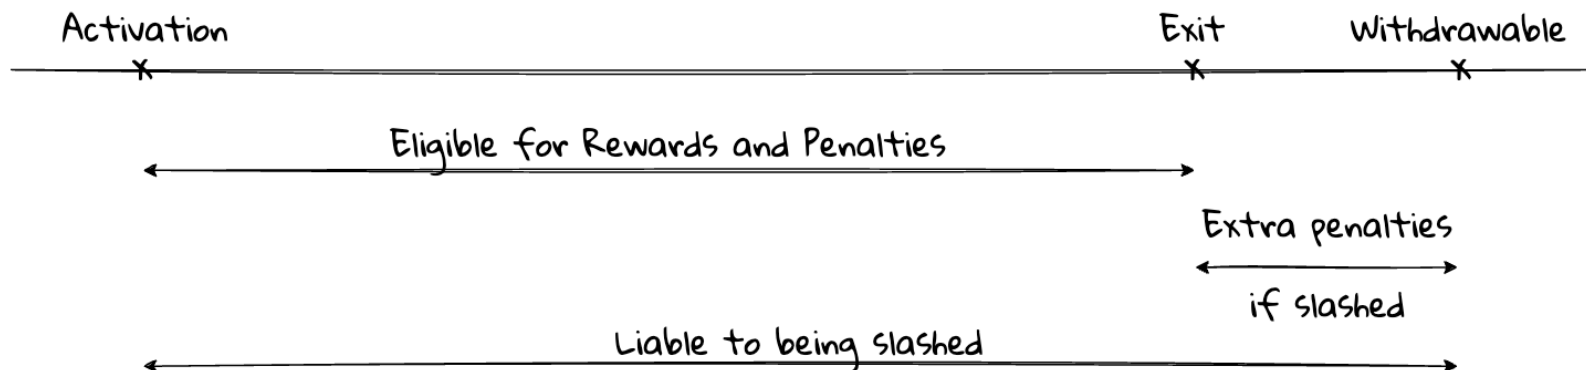 Activation Exit Withdrawable
Eligible for Rewards and Penalties
Extra penalties
if slashed
Liable to being slashed